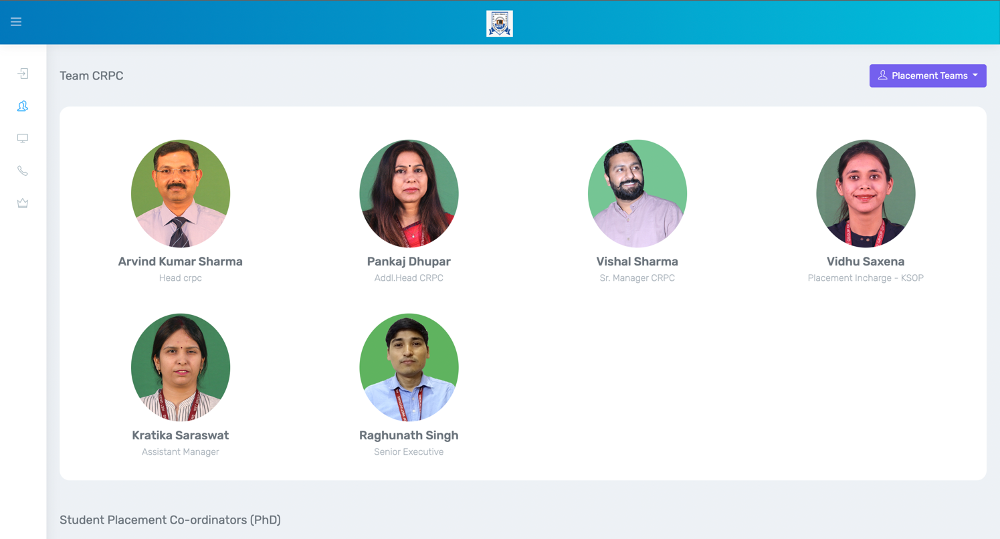 Team CRPC
Placement Teams
Arvind Kumar Sharma
Head crpc
Pankaj Dhupar
Addl.Head CRPC
Vishal Sharma
Sr. Manager CRPC
Vidhu Saxena
Placement Incharge - KSOP
Kratika Saraswat
Assistant Manager
Raghunath Singh
Senior Executive
Student Placement Co-ordinators (PhD)